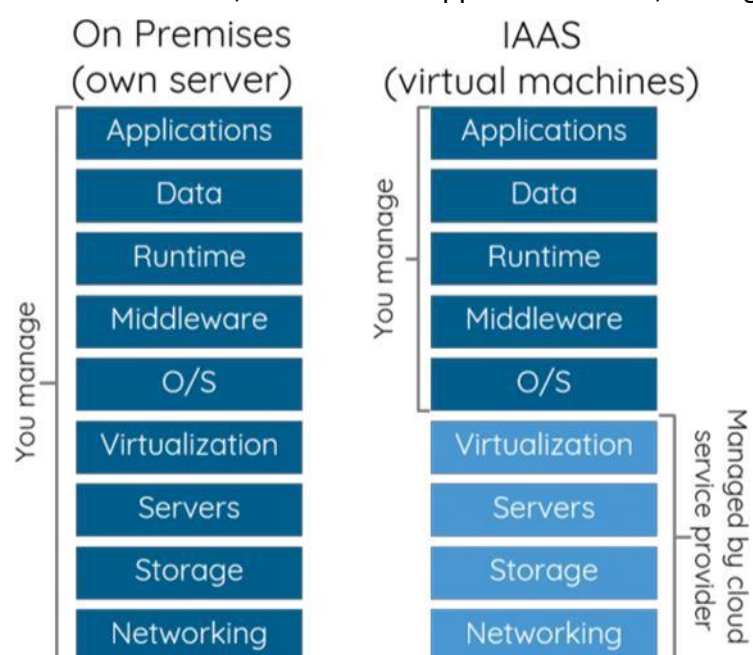 On Premises
(own server)
You manage
Applications
Data
Runtime
Middleware
O/S
Virtualization
Servers
Storage
Networking
IAAS
(virtual machines)
You manage
Applications
Data
Runtime
Middleware
O/S
Virtualization
Servers
Storage
Networking
Managed by cloud
service provider